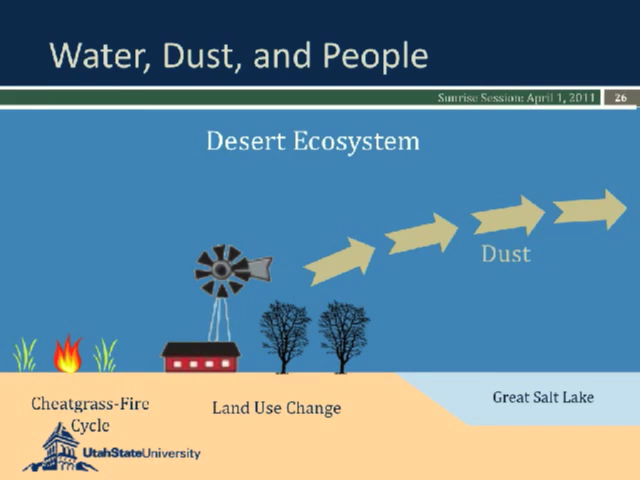 Water, Dust, and People
Sunrise Session: April 1, 2011 26
Desert Ecosystem
Dust
Great Salt Lake
Cheatgrass-Fire
Cycle
Land Use Change
UtahStateUniversity